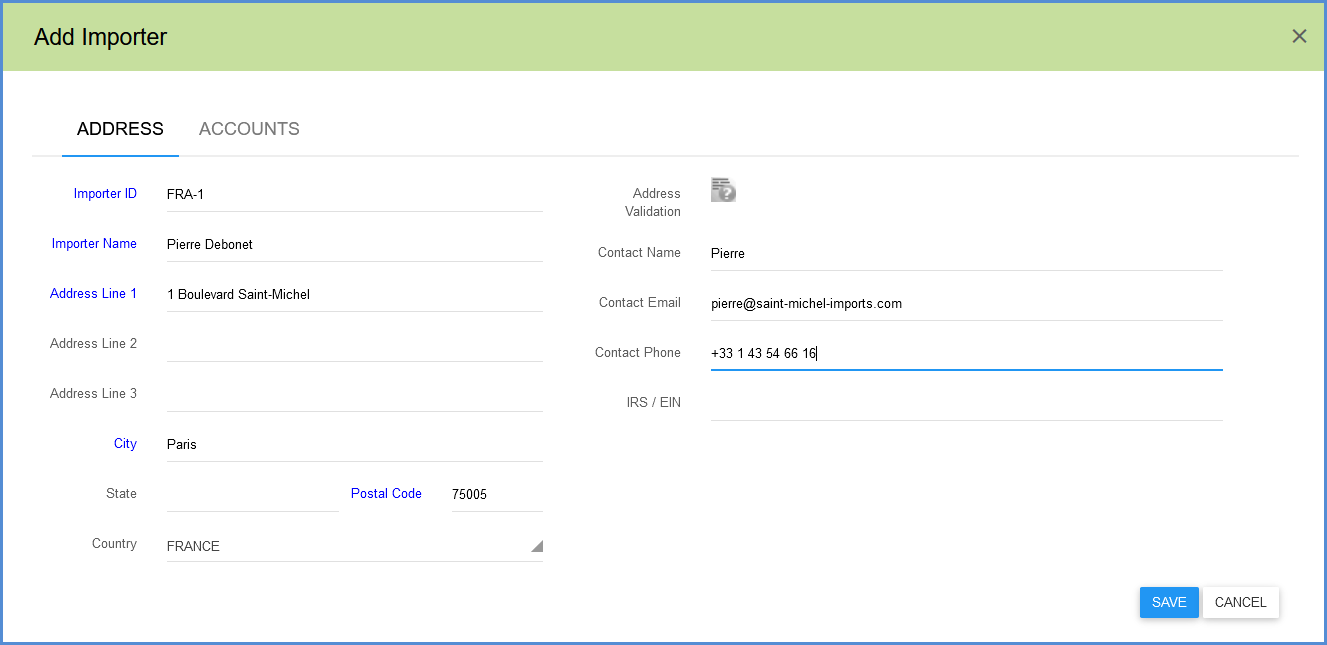 Add Importer
ADDRESS ACCOUNTS
Importer ID FRA-1
Importer Name Pierre Debonet
Address Line 1 1 Boulevard Saint-Michel
Address Line 2
Address Line 3
City Paris
State Postal Code 75005
Country FRANCE
Address
Validation
Contact Name Pierre
Contact Email pierre@saint-michel-imports.com
Contact Phone +33 1 43 54 66 16
IRS / EIN
SAVE CANCEL